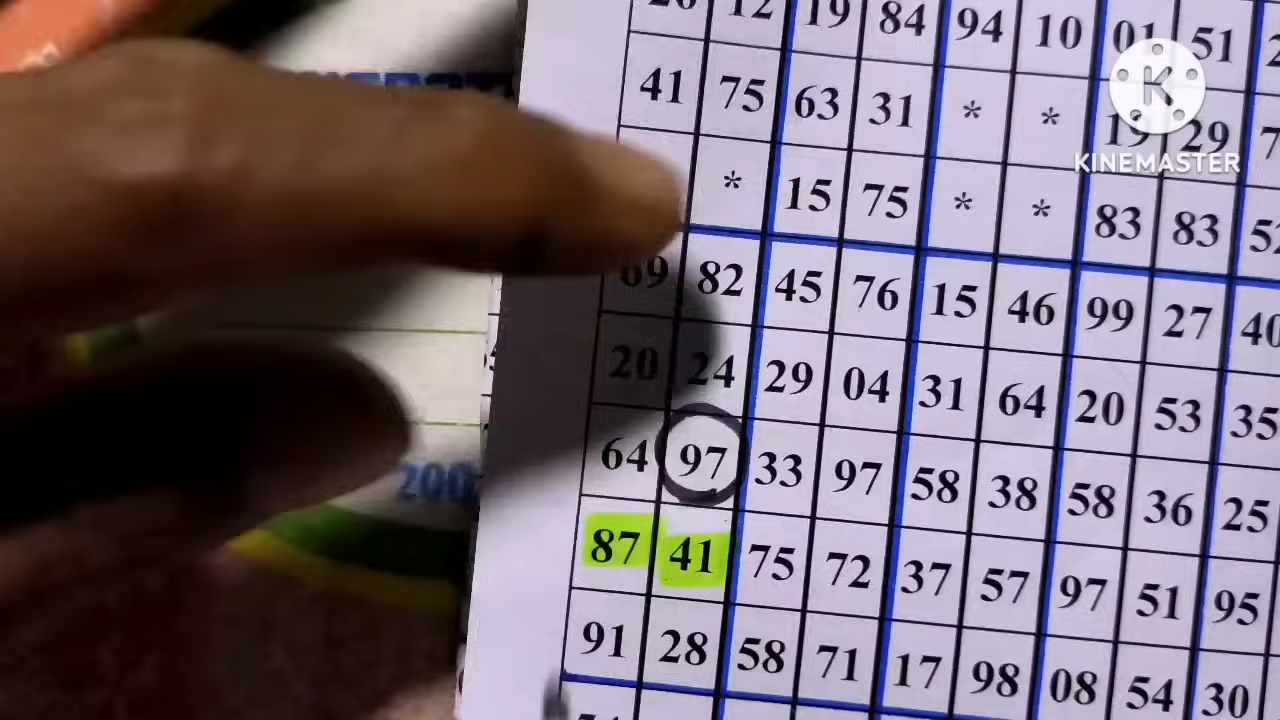 12 19 84 94 10 01 51
41 75 63 31 * * 19 29
K
KINEMASTER
* 15 75 * * 83 83
69 82 45 76 15 46 99 27 40
20 24 29 04 31 64 20 53 35
64 97 33 97 58 38 58 36 25
200
87 41 75 72 37 57 97 51 95
91 28 58 71 17 98 08 54 30